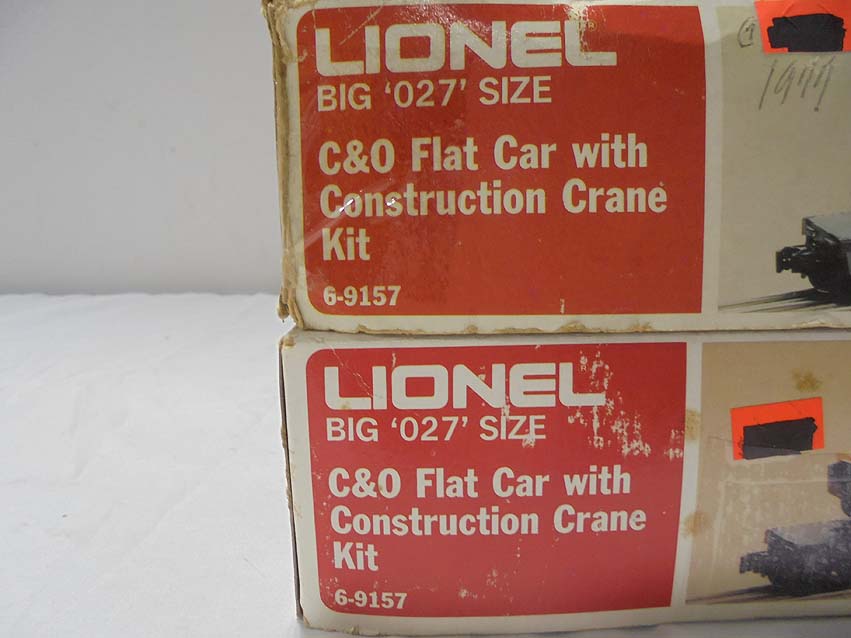 LIONEL®
BIG ‘027’ SIZE
C&O Flat Car with
Construction Crane
Kit
6-9157
LIONEL®
BIG ‘027’ SIZE
C&O Flat Car with
Construction Crane
Kit
6-9157